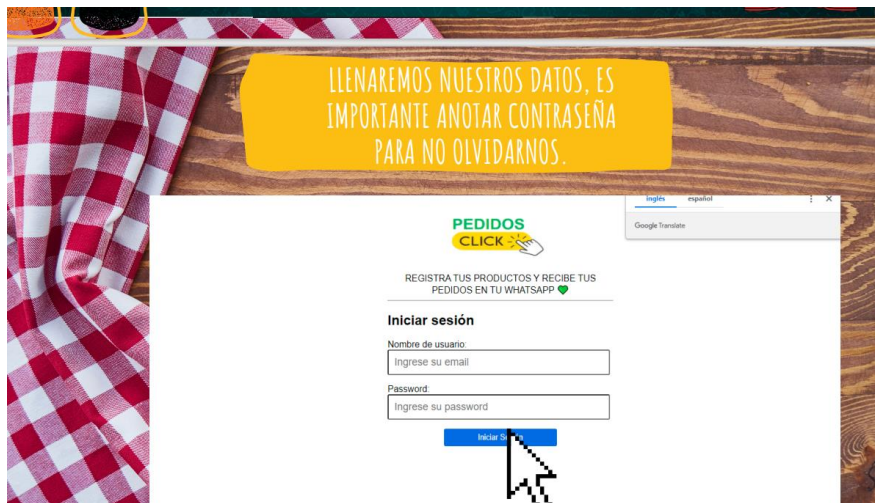 LLENAREMOS NUESTROS DATOS, ES
IMPORTANTE ANOTAR CONTRASEÑA
PARA NO OLVIDARNOS.
inglés español
Google Translate
PEDIDOS
CLICK
REGISTRA TUS PRODUCTOS Y RECIBE TUS
PEDIDOS EN TU WHATSAPP
Iniciar sesión
Nombre de usuario:
Ingrese su email
Password:
Ingrese su password
Iniciar